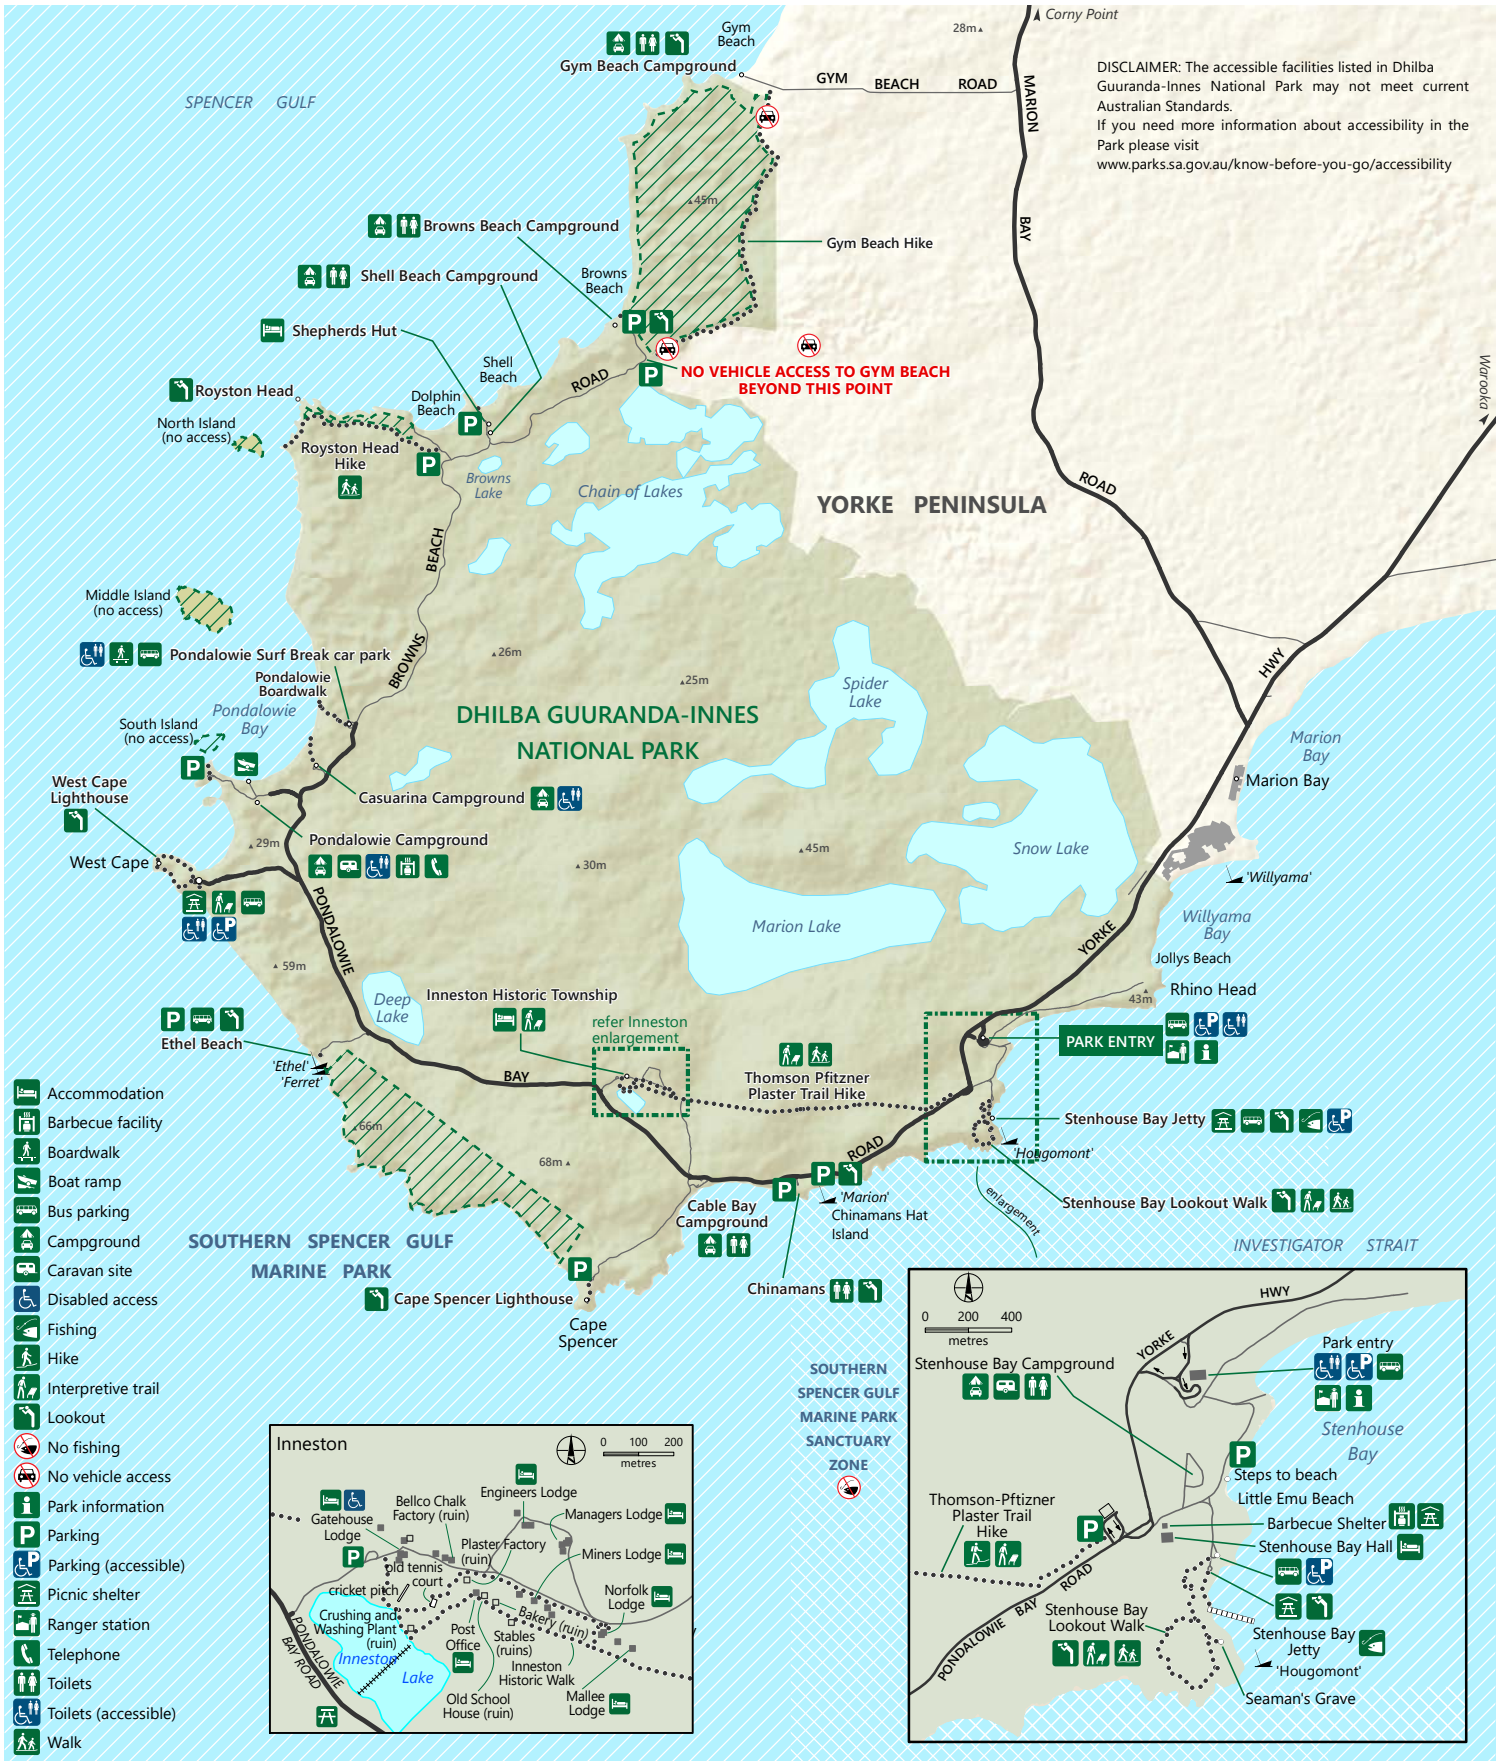 Corny Point
Gym
Beach
28m
Gym Beach Campground
GYM BEACH ROAD
DISCLAIMER: The accessible facilities listed in Dhilba
Guuranda-Innes National Park may not meet current
Australian Standards.
If you need more information about accessibility in the
Park please visit
www.parks.sa.gov.au/know-before-you-go/accessibility
SPENCER GULF
MARION BAY ROAD
45m
Browns Beach Campground
Gym Beach Hike
Shell Beach Campground
Browns
Beach
Shepherds Hut
P
P
NO VEHICLE ACCESS TO GYM BEACH
BEYOND THIS POINT
Shell
Beach
ROAD
Warooka
Royston Head
Dolphin
Beach
P
North Island
(no access)
Royston Head
Hike
P
Browns
Lake
Chain of Lakes
YORKE PENINSULA
BROWNS BEACH
Middle Island
(no access)
Pondalowie Surf Break car park
26m
25m
Pondalowie
Boardwalk
Pondalowie
Bay
South Island
(no access)
P
Spider
Lake
DHILBA GUURANDA-INNES
NATIONAL PARK
HWY
Marion
Bay
Marion Bay
West Cape
Lighthouse
Casuarina Campground
Pondalowie Campground
29m
West Cape
30m
45m
Snow Lake
'Willyama'
P
PONDALOWIE
Marion Lake
Willyama
Bay
YORKE
Jollys Beach
59m
Rhino Head
43m
Deep
Lake
Inneston Historic Township
refer Inneston
enlargement
P
Ethel Beach
PARK ENTRY
P
i
'Ethel'
'Ferret'
BAY
Thomson Pfitzner
Plaster Trail Hike
Stenhouse Bay Jetty
P
66m
68m
ROAD
'Hougomont'
P
P
'Marion'
Chinamans Hat
Island
Cable Bay
Campground
Stenhouse Bay Lookout Walk
enlargement
INVESTIGATOR STRAIT
SOUTHERN SPENCER GULF
MARINE PARK
P
Chinamans
Cape Spencer Lighthouse
Cape
Spencer
SOUTHERN
SPENCER GULF
MARINE PARK
SANCTUARY
ZONE
Accommodation
Barbecue facility
Boardwalk
Boat ramp
Bus parking
Campground
Caravan site
Disabled access
Fishing
Hike
Interpretive trail
Lookout
No fishing
No vehicle access
i Park information
P Parking
P Parking (accessible)
Picnic shelter
Ranger station
Telephone
Toilets
Toilets (accessible)
Walk
Inneston
0 100 200
metres
Engineers Lodge
Bellco Chalk
Factory (ruin)
Gatehouse
Lodge
Managers Lodge
Plaster Factory
(ruin)
Miners Lodge
P
old tennis
court
cricket pitch
Norfolk
Lodge
Crushing and
Washing Plant
(ruin)
Bakery (ruin)
Post
Office
Stables
(ruins)
Inneston
Lake
Inneston
Historic Walk
PONDALOWIE
BAY ROAD
Old School
House (ruin)
Mallee
Lodge
0 200 400
metres
YORKE HWY
Park entry
P
i
Stenhouse Bay Campground
Stenhouse
Bay
P
Steps to beach
Little Emu Beach
Thomson-Pftizner
Plaster Trail
Hike
P
Barbecue Shelter
Stenhouse Bay Hall
P
PONDALOWIE BAY ROAD
Stenhouse Bay
Lookout Walk
Stenhouse Bay
Jetty
'Hougomont'
Seaman's Grave